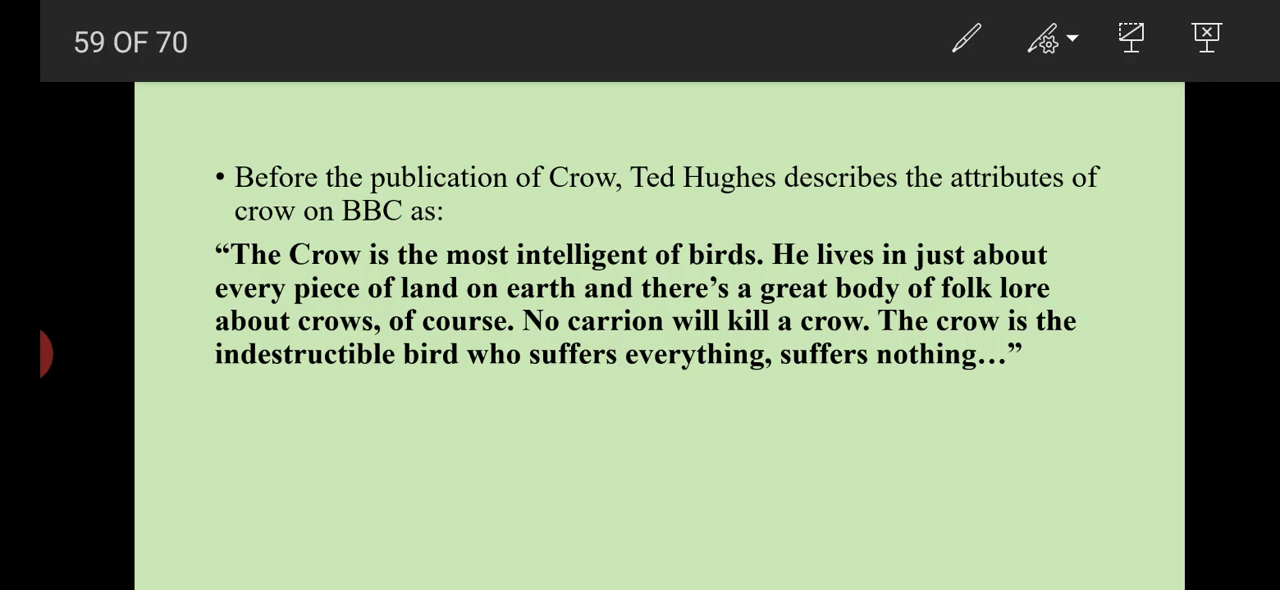 59 OF 70
• Before the publication of Crow, Ted Hughes describes the attributes of
crow on BBC as:
“The Crow is the most intelligent of birds. He lives in just about
every piece of land on earth and there’s a great body of folk lore
about crows, of course. No carrion will kill a crow. The crow is the
indestructible bird who suffers everything, suffers nothing…”